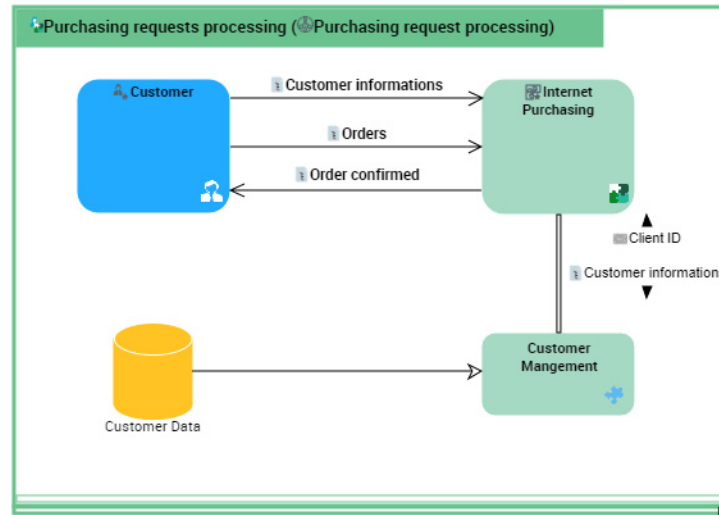 Purchasing requests processing (Purchasing request processing)
Customer
Customer informations
Internet
Purchasing
Orders
Order confirmed
Client ID
Customer information
Customer
Mangement
Customer Data